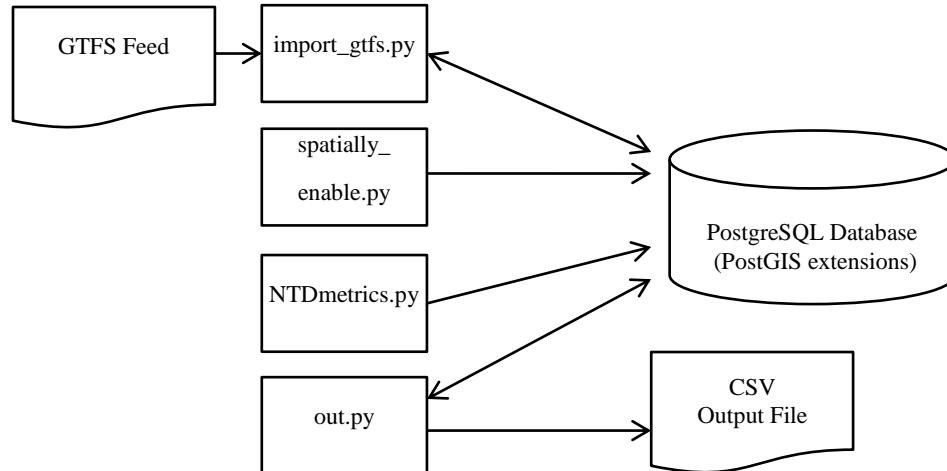 GTFS Feed
import_gtfs.py
spatially_
enable.py
PostgreSQL Database
(PostGIS extensions)
NTDmetrics.py
out.py
CSV
Output File